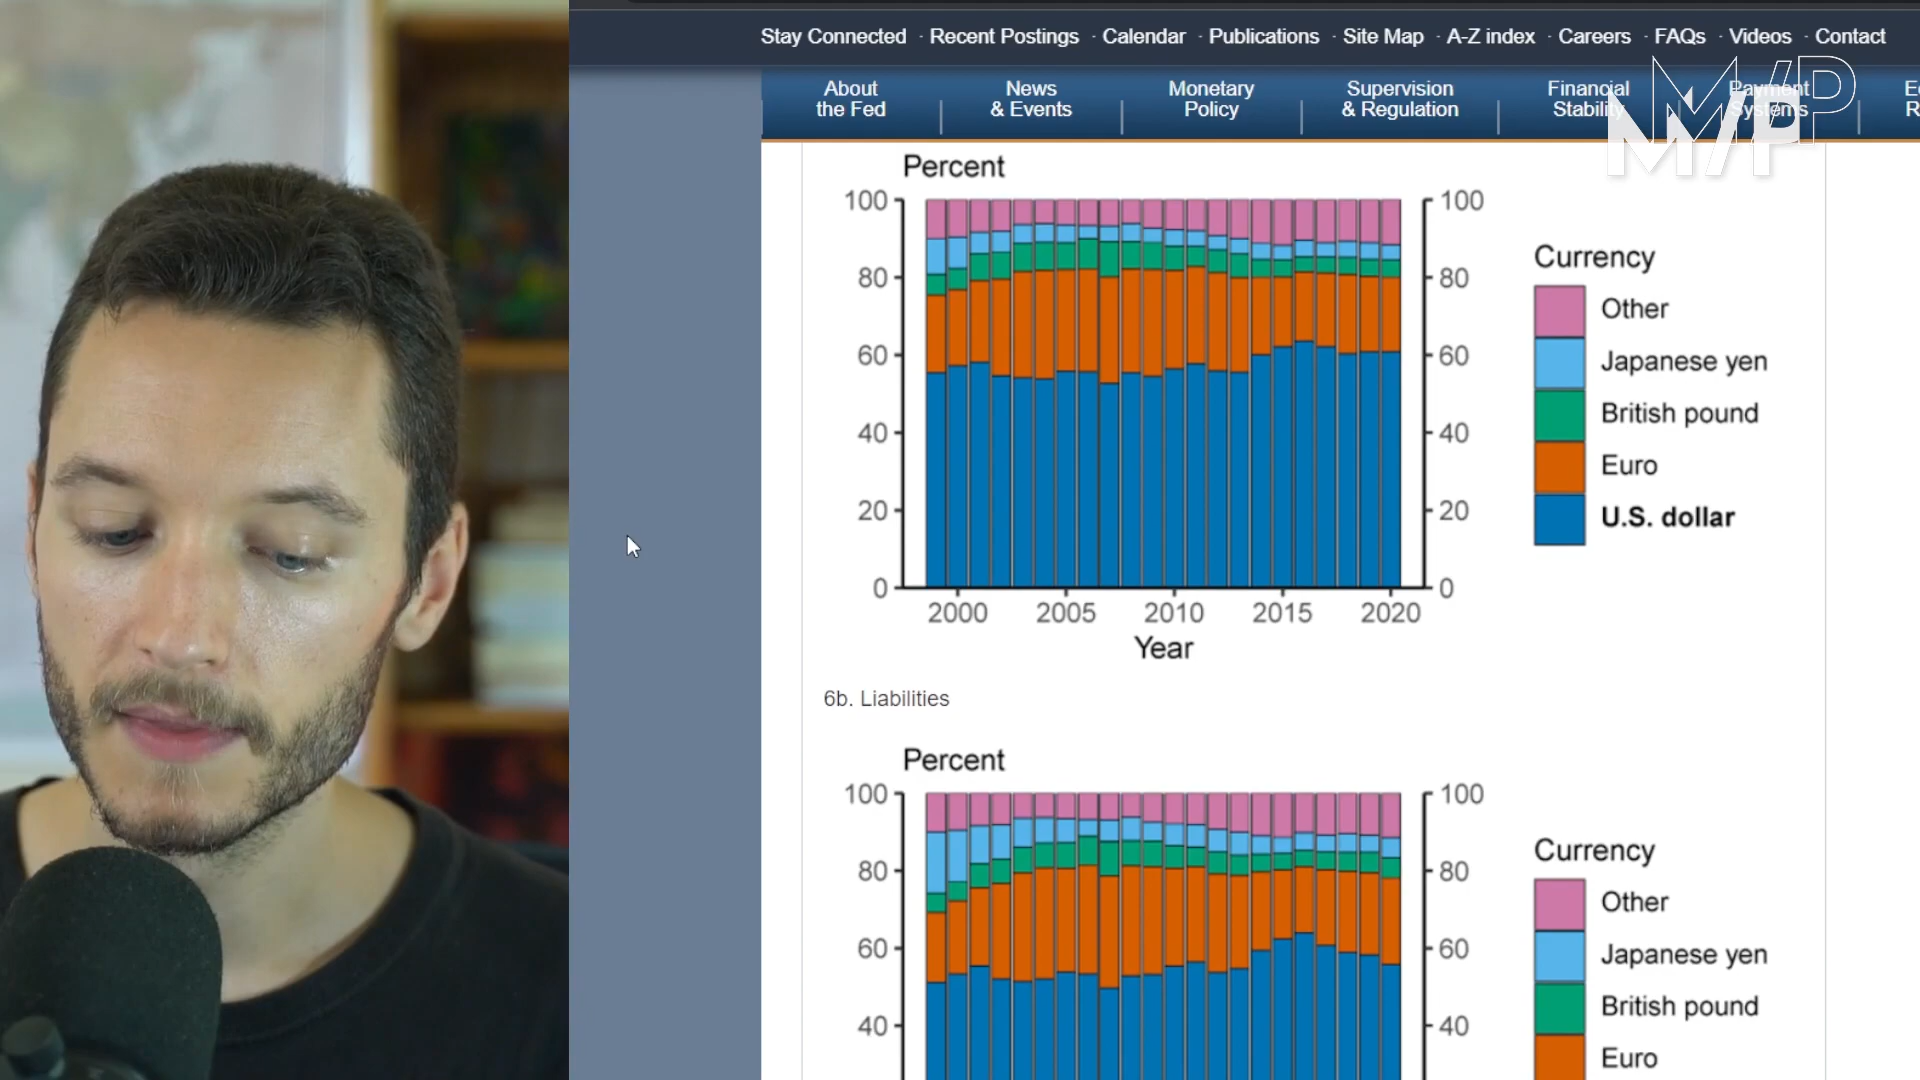 Stay Connected · Recent Postings · Calendar · Publications · Site Map · A-Z index · Careers · FAQs · Videos · Contact
About the Fed
News & Events
Monetary Policy
Supervision & Regulation
Financial Stability
Payment Systems
M/P
M/P
Percent
100 100
80 80
60 60
40 40
20 20
0 0
2000 2005 2010 2015 2020
Year
Currency
Other
Japanese yen
British pound
Euro
U.S. dollar
6b. Liabilities
Percent
100 100
80 80
60 60
40 40
Currency
Other
Japanese yen
British pound
Euro